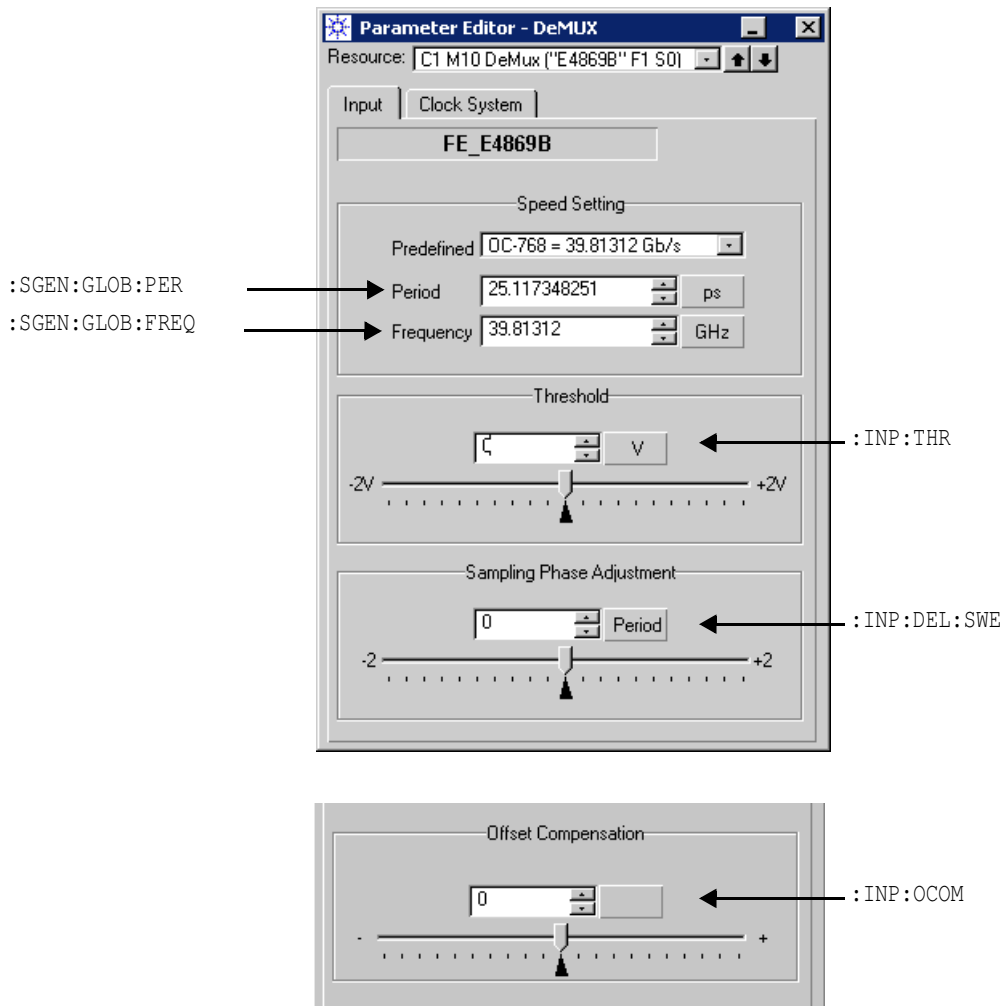 Parameter Editor - DeMUX
Resource: C1 M10 DeMux ("E4869B" F1 S0)
Input Clock System
FE_E4869B
Speed Setting
Predefined OC-768 = 39.81312 Gb/s
:SGEN:GLOB:PER Period 25.117348251 ps
:SGEN:GLOB:FREQ Frequency 39.81312 GHz
Threshold
V :INP:THR
-2V +2V
Sampling Phase Adjustment
0 Period :INP:DEL:SWE
-2 +2
Offset Compensation
0 :INP:OCOM
- +